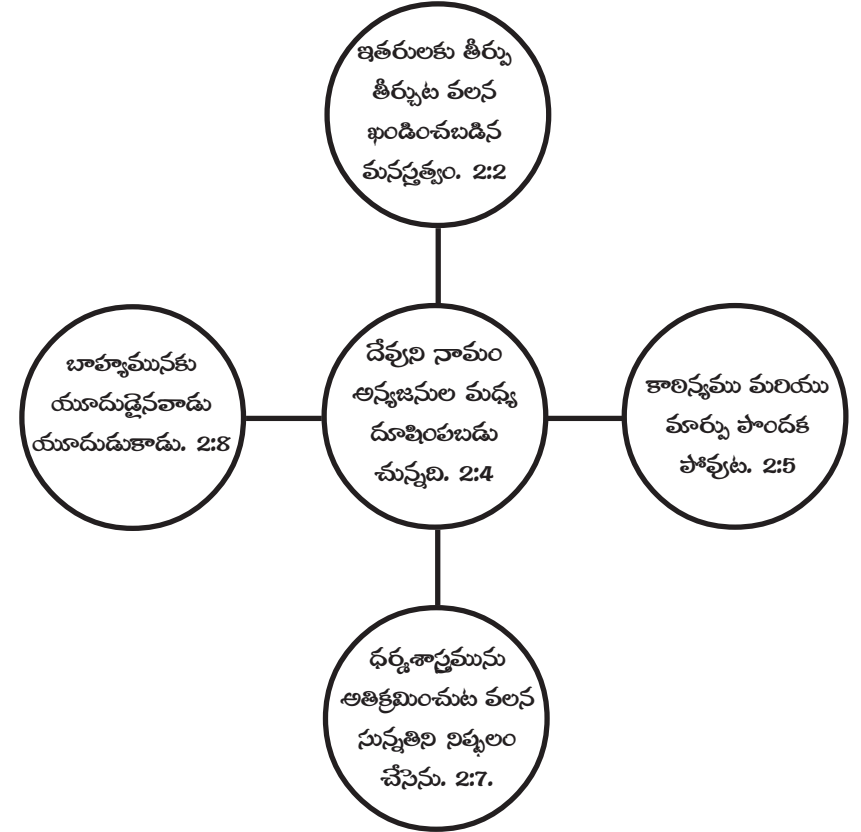 ఇతరులకు తీర్పు
తీర్చుట వలన
ఖండించబడిన
మనస్తత్వం. 2:2
బాహ్యమునకు
యూదుడైనవాడు
యూదుడుకాడు. 2:8
దేవుని నామం
అన్యజనుల మధ్య
దూషింపబడు
చున్నది. 2:4
కాఠిన్యము మరియు
మార్పు పొందక
పోవుట. 2:5
ధర్మశాస్త్రమును
అతిక్రమించుట వలన
సున్నతిని నిష్ఫలం
చేసెను. 2:7.